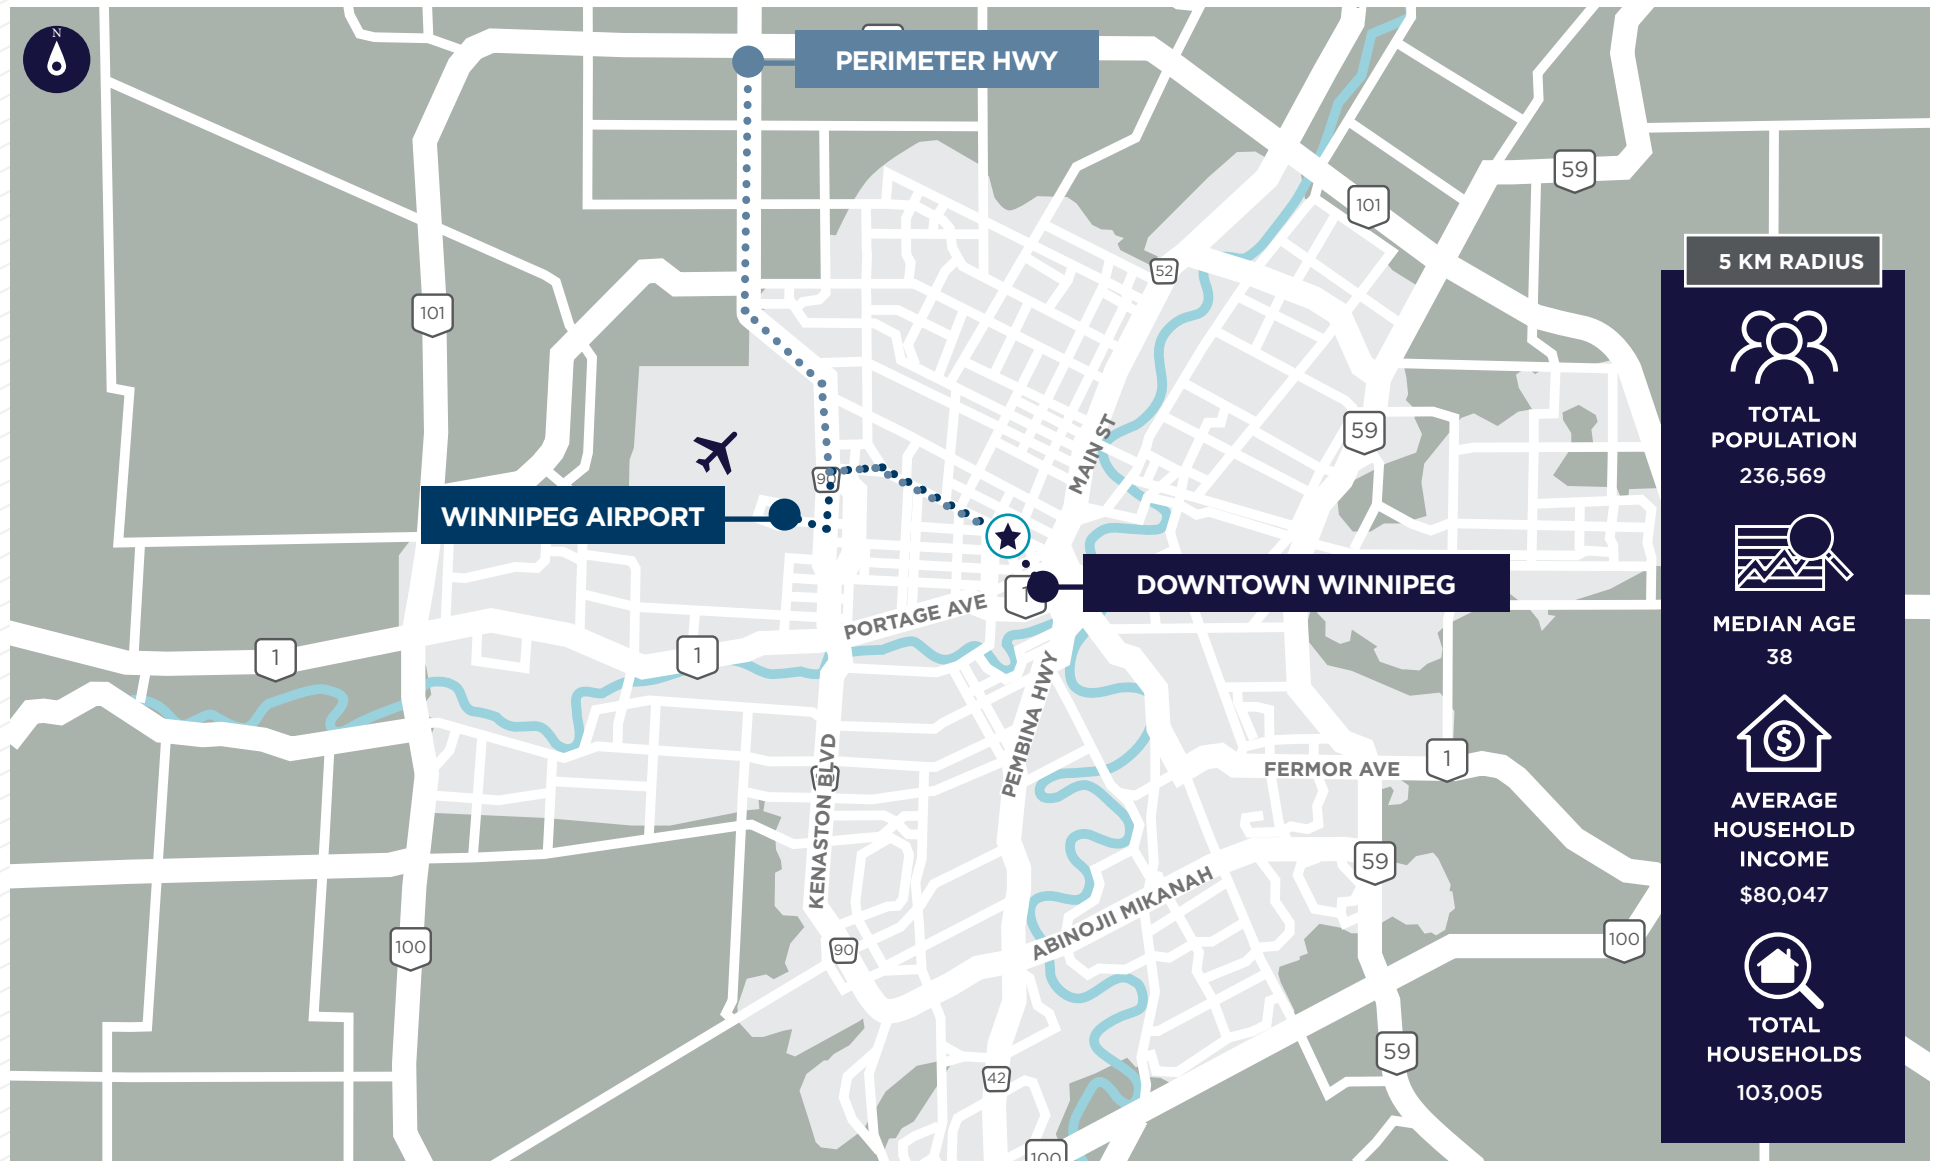 N
PERIMETER HWY
59
101
52
5 KM RADIUS
101
TOTAL
POPULATION
236,569
59
MAIN ST
90
WINNIPEG AIRPORT
DOWNTOWN WINNIPEG
1
PORTAGE AVE
MEDIAN AGE
38
1
1
PEMBINA HWY
KENASTON BLVD
FERMOR AVE
1
AVERAGE
HOUSEHOLD
INCOME
$80,047
59
ABINOJII MIKANAH
100
90
100
TOTAL
HOUSEHOLDS
103,005
59
42
100